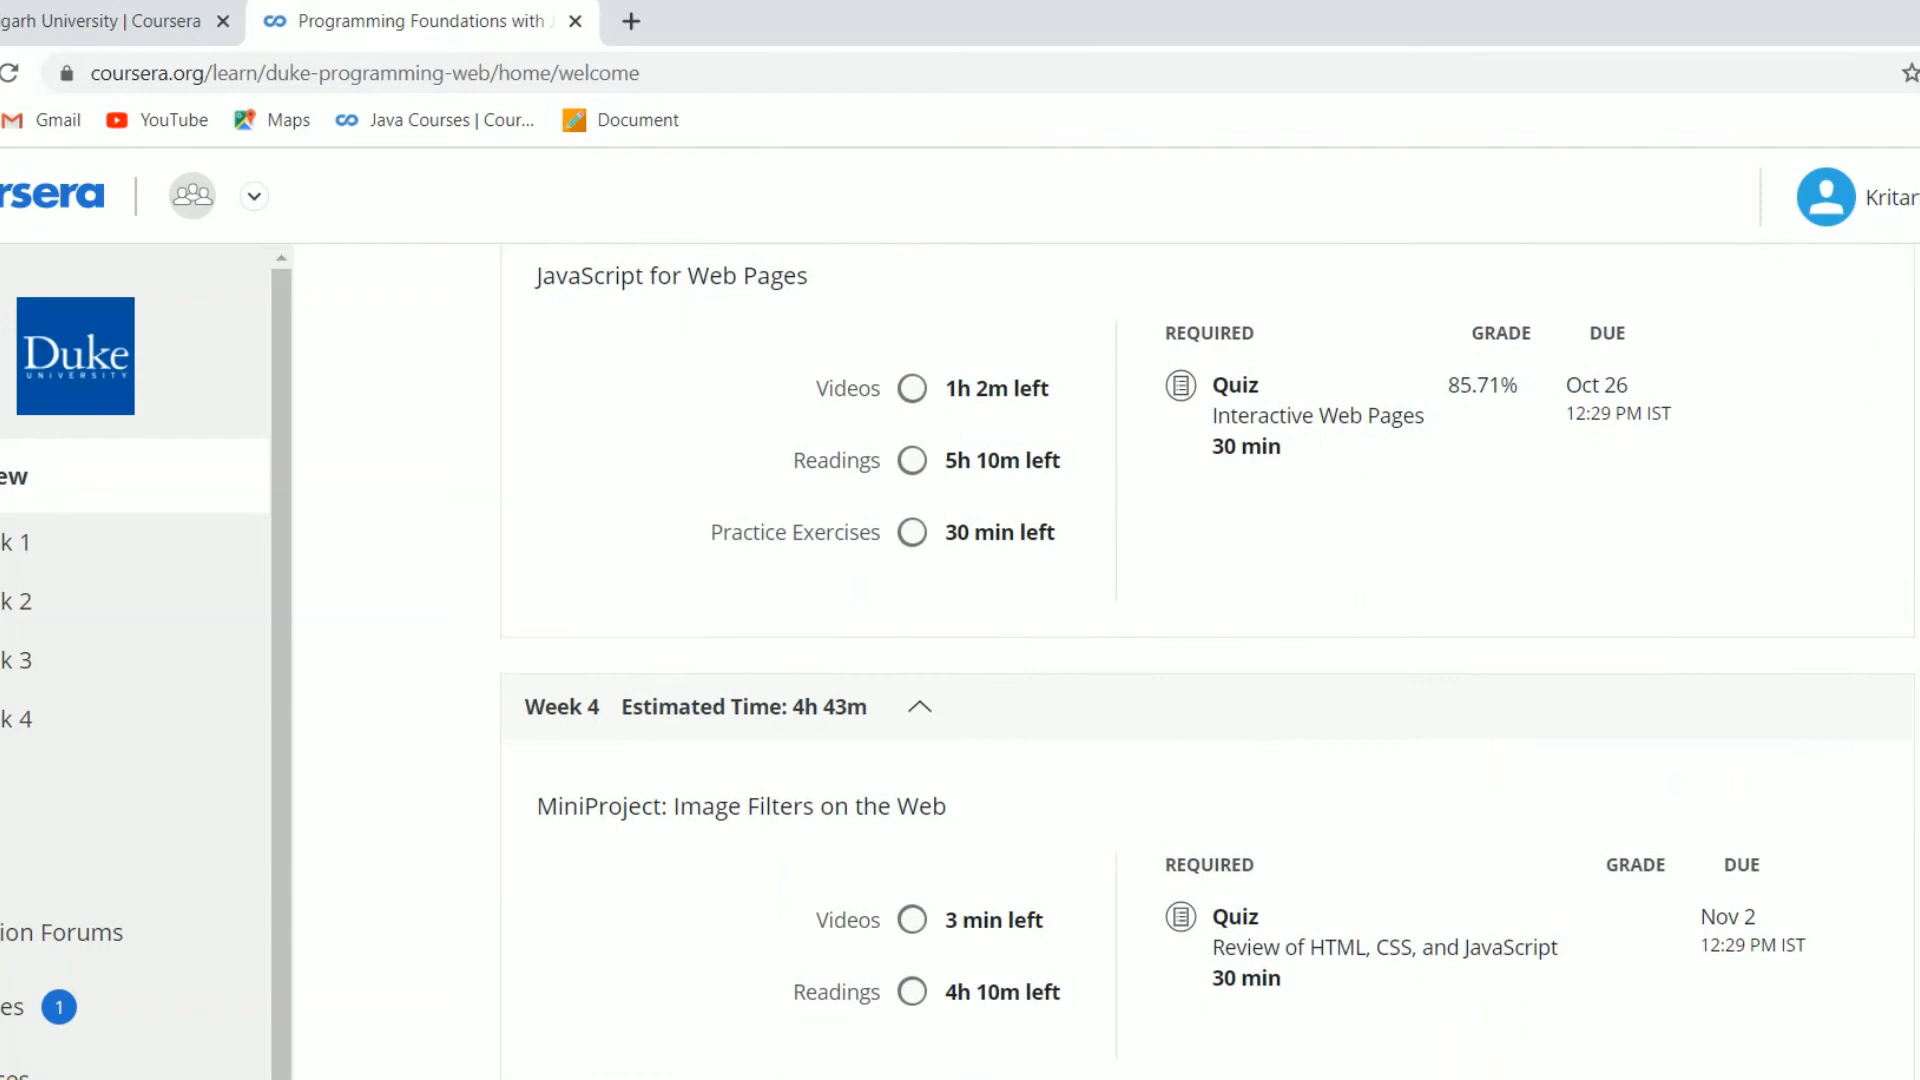 garh University | Coursera
Programming Foundations with
coursera.org/learn/duke-programming-web/home/welcome
Gmail YouTube Maps Java Courses | Cour... Document
rsera
Kritar
JavaScript for Web Pages
Duke
UNIVERSITY
REQUIRED GRADE DUE
Videos 1h 2m left
Quiz 85.71% Oct 26
Interactive Web Pages 12:29 PM IST
30 min
Readings 5h 10m left
Practice Exercises 30 min left
ew
k 1
k 2
k 3
k 4
Week 4 Estimated Time: 4h 43m
MiniProject: Image Filters on the Web
REQUIRED GRADE DUE
Videos 3 min left
Quiz Nov 2
Review of HTML, CSS, and JavaScript 12:29 PM IST
30 min
Readings 4h 10m left
ion Forums
es 1